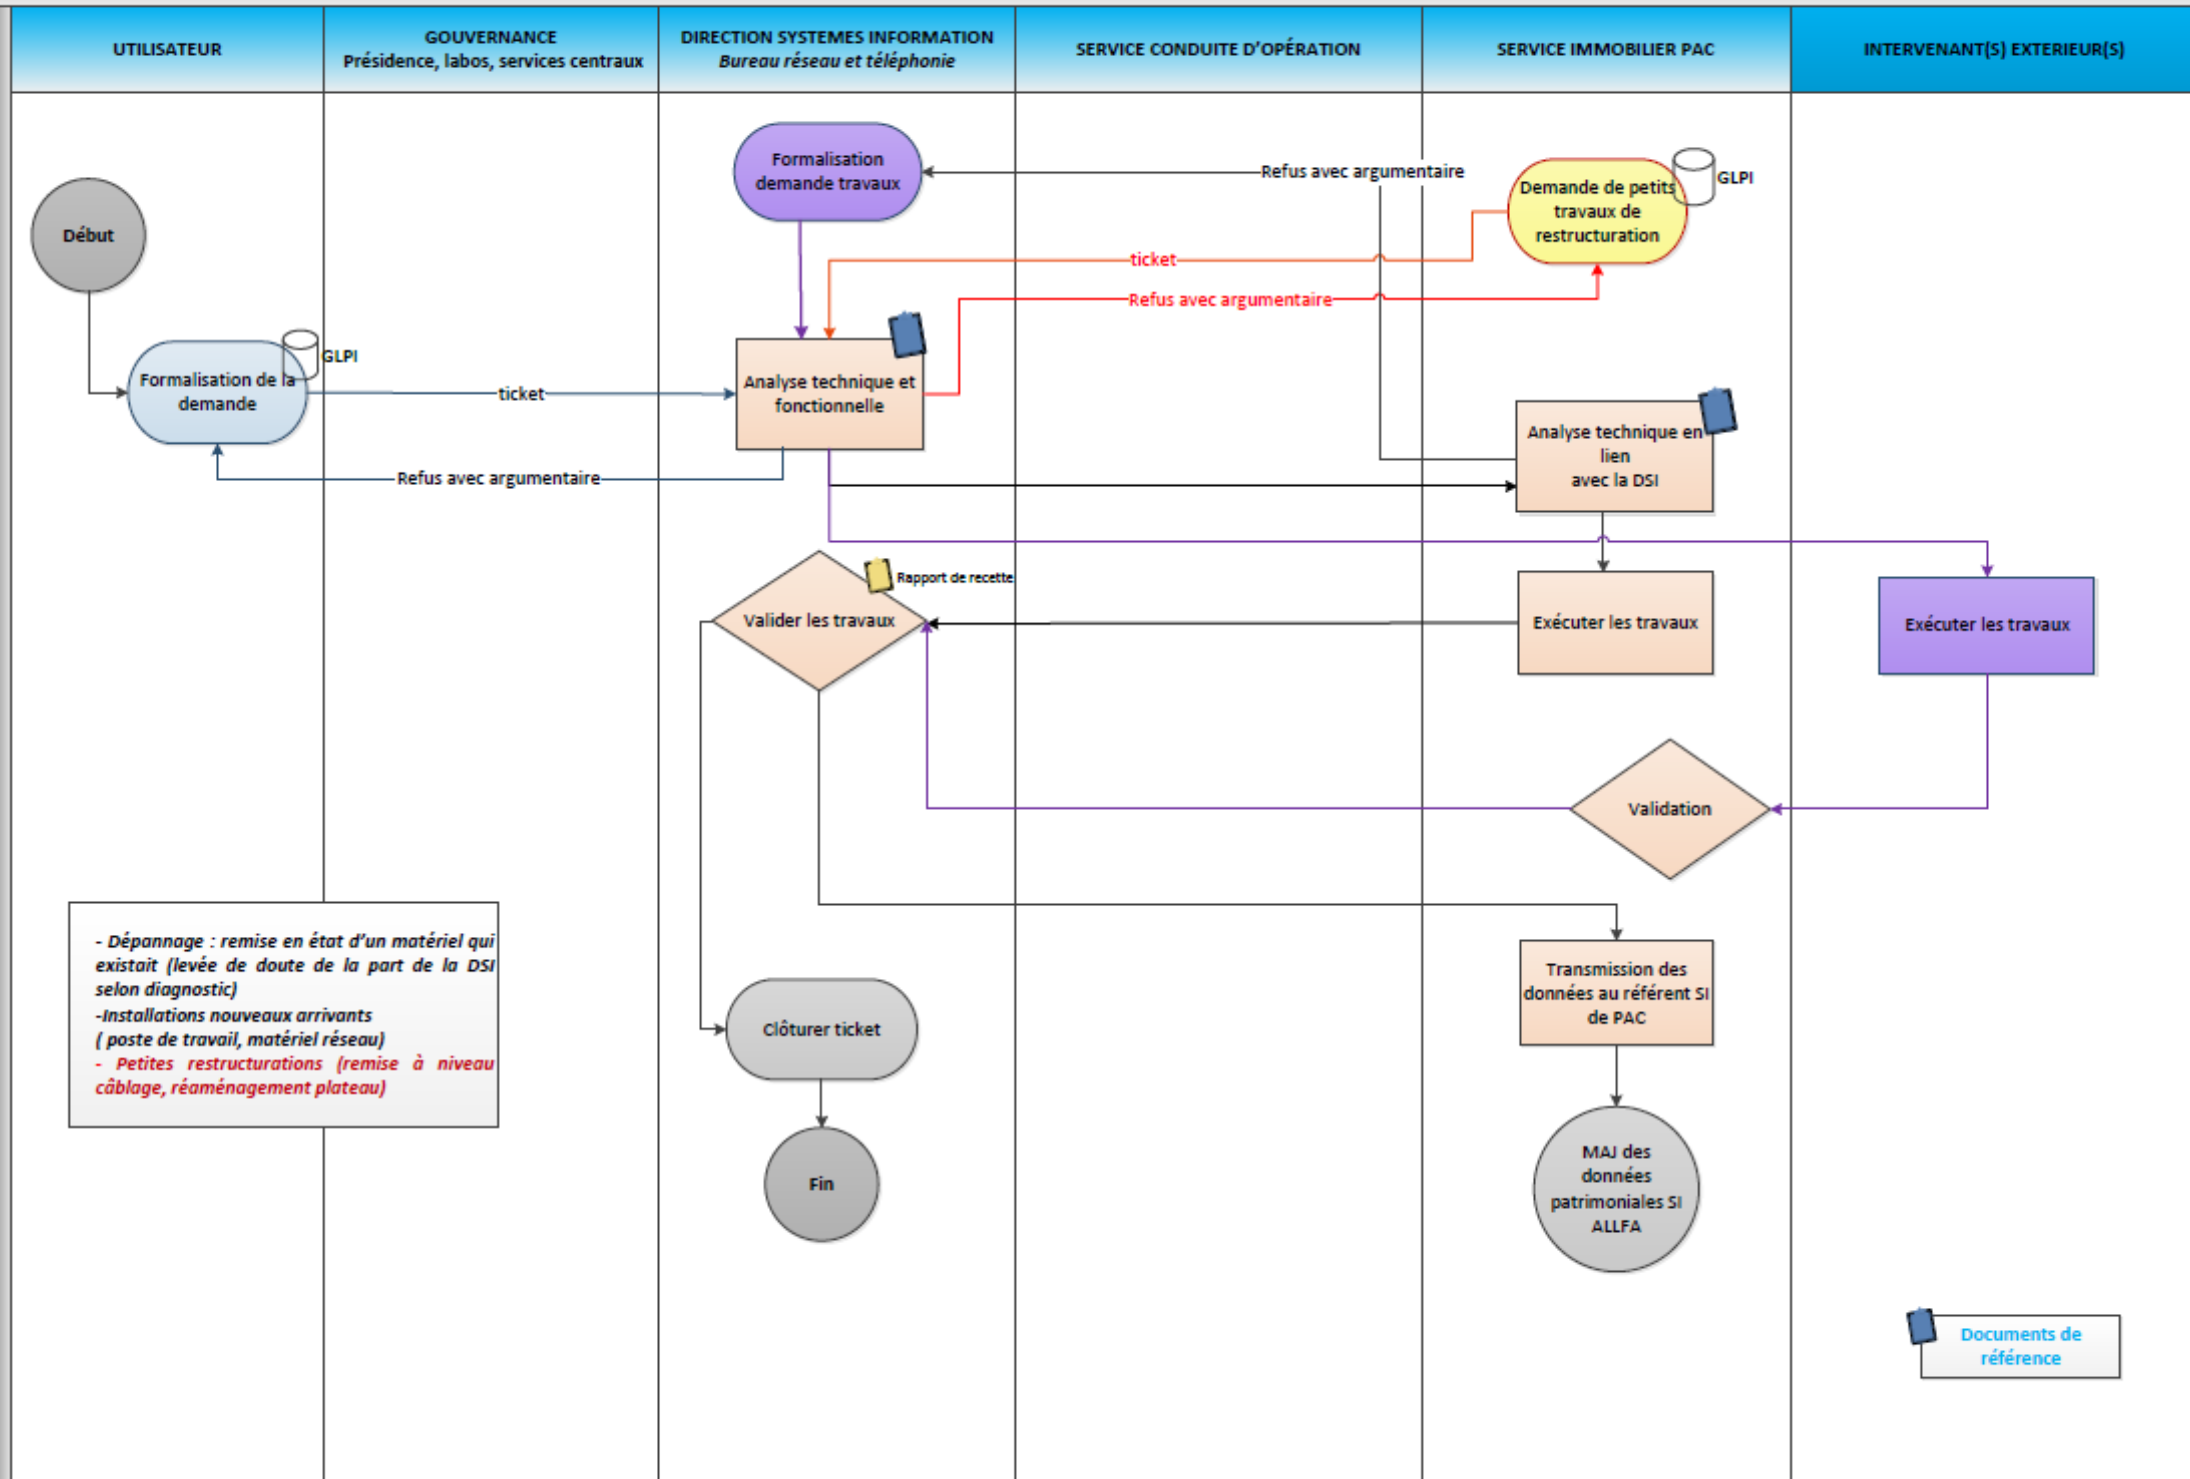 UTILISATEUR
GOUVERNANCE
Présidence, labos, services centraux
DIRECTION SYSTEMES INFORMATION
Bureau réseau et téléphonie
SERVICE CONDUITE D'OPÉRATION
SERVICE IMMOBILIER PAC
INTERVENANT(S) EXTERIEUR(S)
Formalisation
demande travaux
Refus avec argumentaire
Demande de petits
travaux de
restructuration
GLPI
Début
ticket
Refus avec argumentaire
GLPI
Formalisation de la
demande
ticket
Analyse technique et
fonctionnelle
Refus avec argumentaire
Analyse technique en
lien
avec la DSI
Rapport de recette
Valider les travaux
Exécuter les travaux
Exécuter les travaux
Validation
- Dépannage : remise en état d'un matériel qui
existait (levée de doute de la part de la DSI
selon diagnostic)
-Installations nouveaux arrivants
( poste de travail, matériel réseau)
- Petites restructurations (remise à niveau
câblage, réaménagement plateau)
Clôturer ticket
Transmission des
données au référent SI
de PAC
Fin
MAJ des
données
patrimoniales SI
ALLFA
Documents de
référence